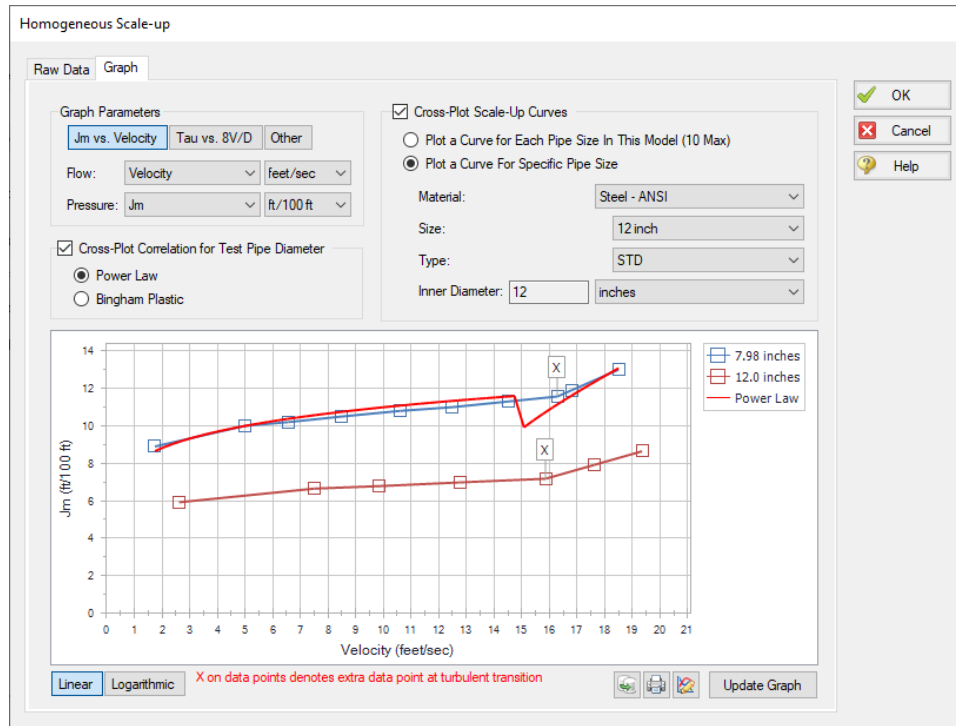 Homogeneous Scale-up
Raw Data Graph
Graph Parameters
Jm vs. Velocity Tau vs. 8V/D Other
Flow: Velocity feet/sec
Pressure: Jm ft/100 ft
Cross-Plot Correlation for Test Pipe Diameter
Power Law
Bingham Plastic
Cross-Plot Scale-Up Curves
Plot a Curve for Each Pipe Size In This Model (10 Max)
Plot a Curve For Specific Pipe Size
Material: Steel - ANSI
Size: 12 inch
Type: STD
Inner Diameter: 12 inches
OK
Cancel
Help
14
12
10
8
6
4
2
0
Jm (ft/100 ft)
X
X
0 1 2 3 4 5 6 7 8 9 10 11 12 13 14 15 16 17 18 19 20 21
Velocity (feet/sec)
7.98 inches
12.0 inches
Power Law
Linear Logarithmic X on data points denotes extra data point at turbulent transition Update Graph